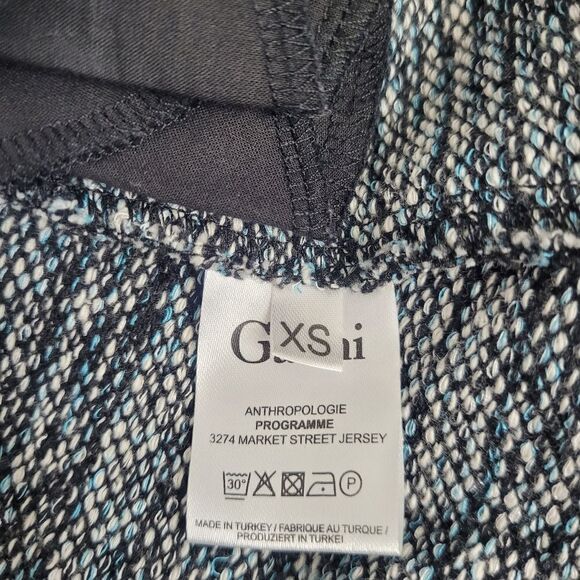 XS
ANTHROPOLOGIE
PROGRAMME
3274 MARKET STREET JERSEY
30°
P
MADE IN TURKEY / FABRIQUE AU TURQUE /
PRODUZIERT IN TURKEI